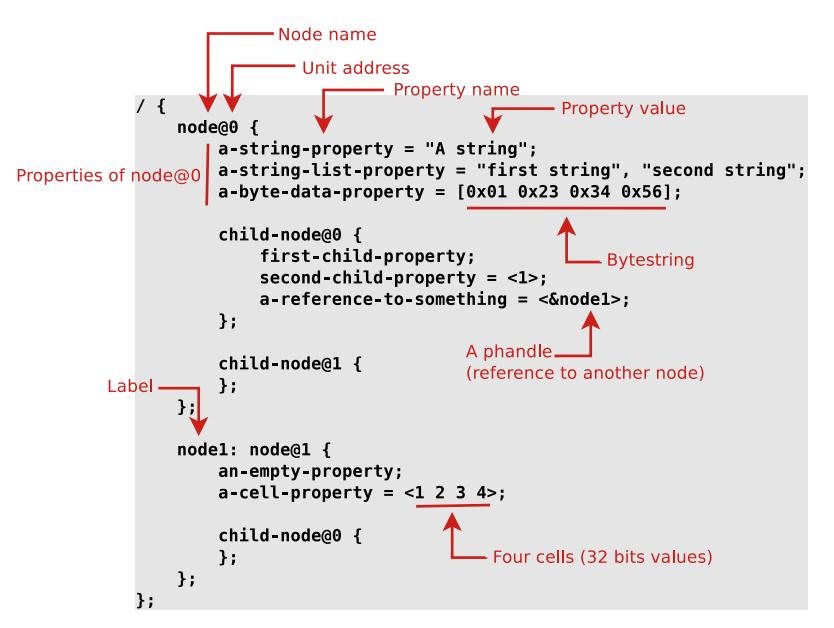 Node name
Unit address
Property name
Property value
/ {
node@0 {
a-string-property = "A string";
Properties of node@0
a-string-list-property = "first string", "second string";
a-byte-data-property = [0x01 0x23 0x34 0x56];
child-node@0 {
Bytestring
first-child-property;
second-child-property = <1>;
a-reference-to-something = <&node1>;
};
A phandle
(reference to another node)
child-node@1 {
};
Label
};
node1: node@1 {
an-empty-property;
a-cell-property = <1 2 3 4>;
child-node@0 {
};
Four cells (32 bits values)
};
};